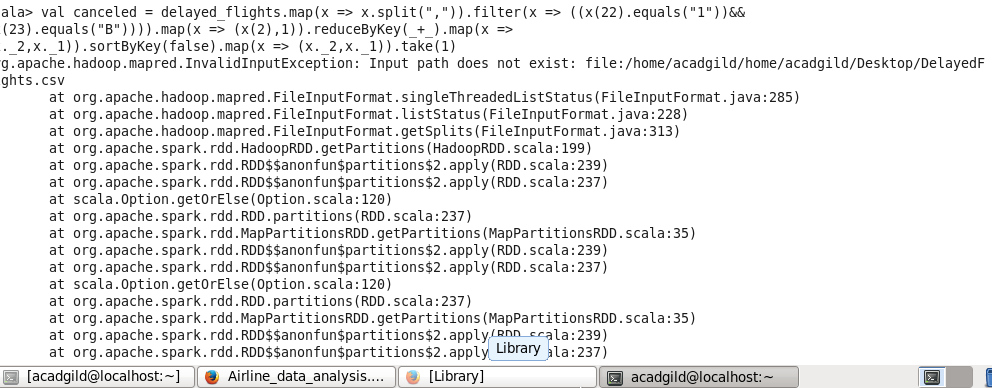 ala> val canceled = delayed_flights.map(x => x.split(",")).filter(x => ((x(22).equals("1"))&&
(23).equals("B")))).map(x => (x(2),1)).reduceByKey(_+_).map(x =>
._2,x._1)).sortByKey(false).map(x => (x._2,x._1)).take(1)
rg.apache.hadoop.mapred.InvalidInputException: Input path does not exist: file:/home/acadgild/home/acadgild/Desktop/DelayedF
ghts.csv
at org.apache.hadoop.mapred.FileInputFormat.singleThreadedListStatus(FileInputFormat.java:285)
at org.apache.hadoop.mapred.FileInputFormat.listStatus(FileInputFormat.java:228)
at org.apache.hadoop.mapred.FileInputFormat.getSplits(FileInputFormat.java:313)
at org.apache.spark.rdd.HadoopRDD.getPartitions(HadoopRDD.scala:199)
at org.apache.spark.rdd.RDD$$anonfun$partitions$2.apply(RDD.scala:239)
at org.apache.spark.rdd.RDD$$anonfun$partitions$2.apply(RDD.scala:237)
at scala.Option.getOrElse(Option.scala:120)
at org.apache.spark.rdd.RDD.partitions(RDD.scala:237)
at org.apache.spark.rdd.MapPartitionsRDD.getPartitions(MapPartitionsRDD.scala:35)
at org.apache.spark.rdd.RDD$$anonfun$partitions$2.apply(RDD.scala:239)
at org.apache.spark.rdd.RDD$$anonfun$partitions$2.apply(RDD.scala:237)
at scala.Option.getOrElse(Option.scala:120)
at org.apache.spark.rdd.RDD.partitions(RDD.scala:237)
at org.apache.spark.rdd.MapPartitionsRDD.getPartitions(MapPartitionsRDD.scala:35)
at org.apache.spark.rdd.RDD$$anonfun$partitions$2.apply(RDD.scala:239)
at org.apache.spark.rdd.RDD$$anonfun$partitions$2.apply ala:237)
Library
[acadgild@localhost:~] Airline_data_analysis.... [Library] acadgild@localhost:~